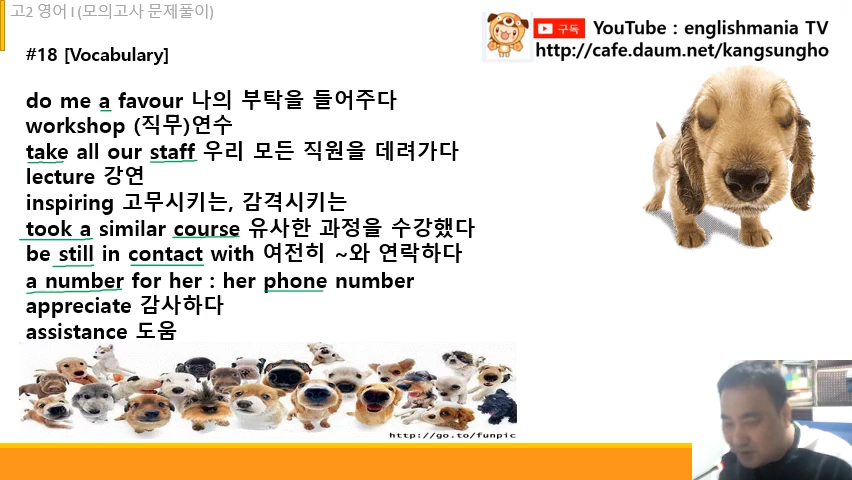 고2 영어 I (모의고사 문제풀이)
구독 YouTube : englishmania TV
http://cafe.daum.net/kangsungho
#18 [Vocabulary]
do me a favour 나의 부탁을 들어주다
workshop (직무)연수
take all our staff 우리 모든 직원을 데려가다
lecture 강연
inspiring 고무시키는, 감격시키는
took a similar course 유사한 과정을 수강했다
be still in contact with 여전히 ~와 연락하다
a number for her : her phone number
appreciate 감사하다
assistance 도움
http://go.to/funpic